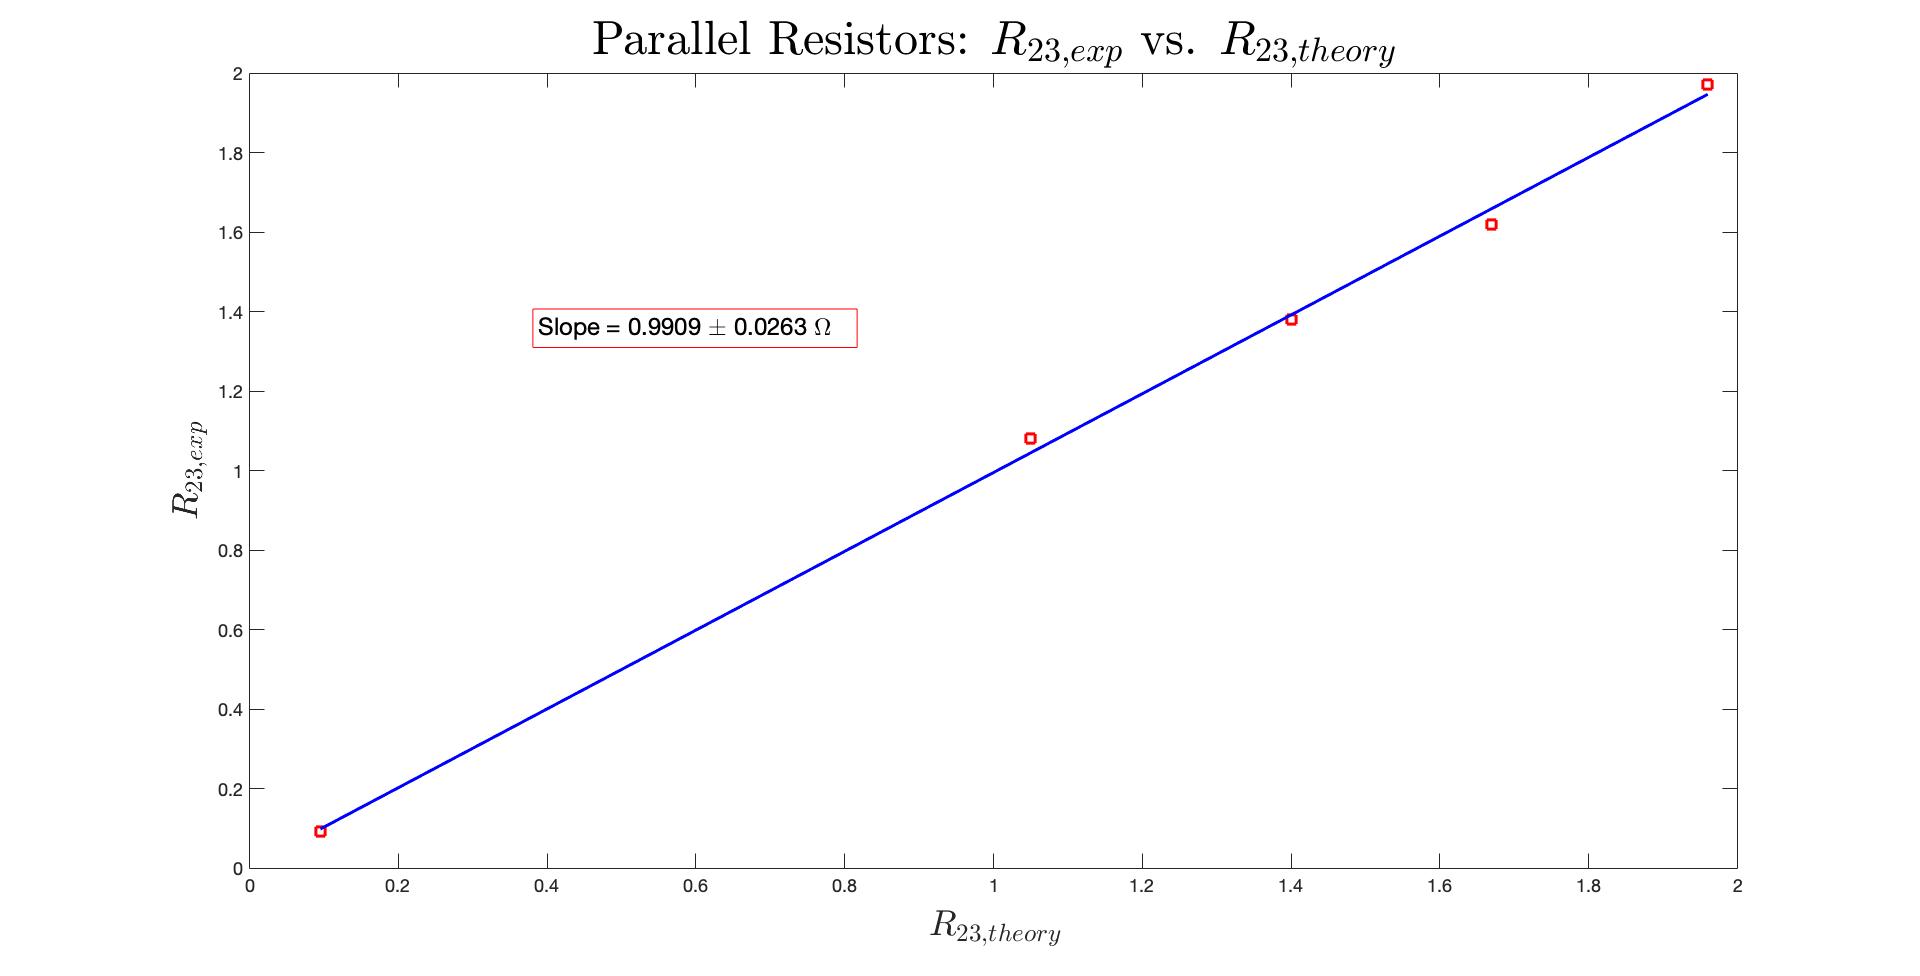 Parallel Resistors: R23,exp vs. R23,theory
2
1.8
1.6
1.4
1.2
1
0.8
0.6
0.4
0.2
0
R23,exp
Slope = 0.9909 ± 0.0263 Ω
0 0.2 0.4 0.6 0.8 1 1.2 1.4 1.6 1.8 2
R23,theory